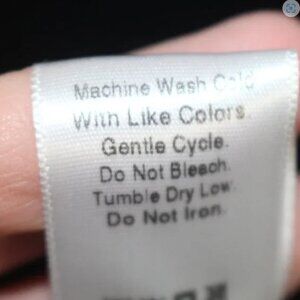 Machine Wash Cold
With Like Colors.
Gentle Cycle.
Do Not Bleach.
Tumble Dry Low.
Do Not Iron.